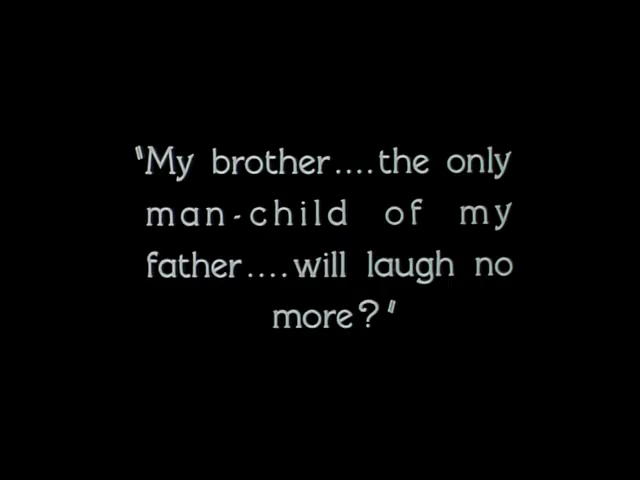 "My brother....the only
man-child of my
father....will laugh no
more?"